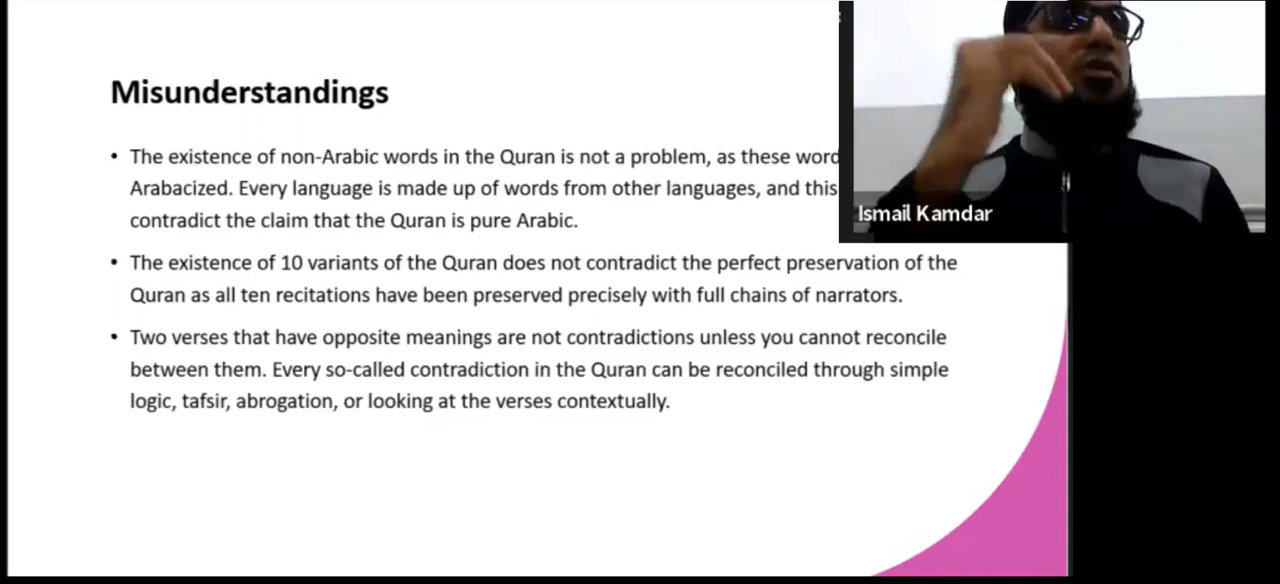 Misunderstandings
• The existence of non-Arabic words in the Quran is not a problem, as these word
Arabacized. Every language is made up of words from other languages, and this
contradict the claim that the Quran is pure Arabic.
• The existence of 10 variants of the Quran does not contradict the perfect preservation of the
Quran as all ten recitations have been preserved precisely with full chains of narrators.
• Two verses that have opposite meanings are not contradictions unless you cannot reconcile
between them. Every so-called contradiction in the Quran can be reconciled through simple
logic, tafsir, abrogation, or looking at the verses contextually.
Ismail Kamdar